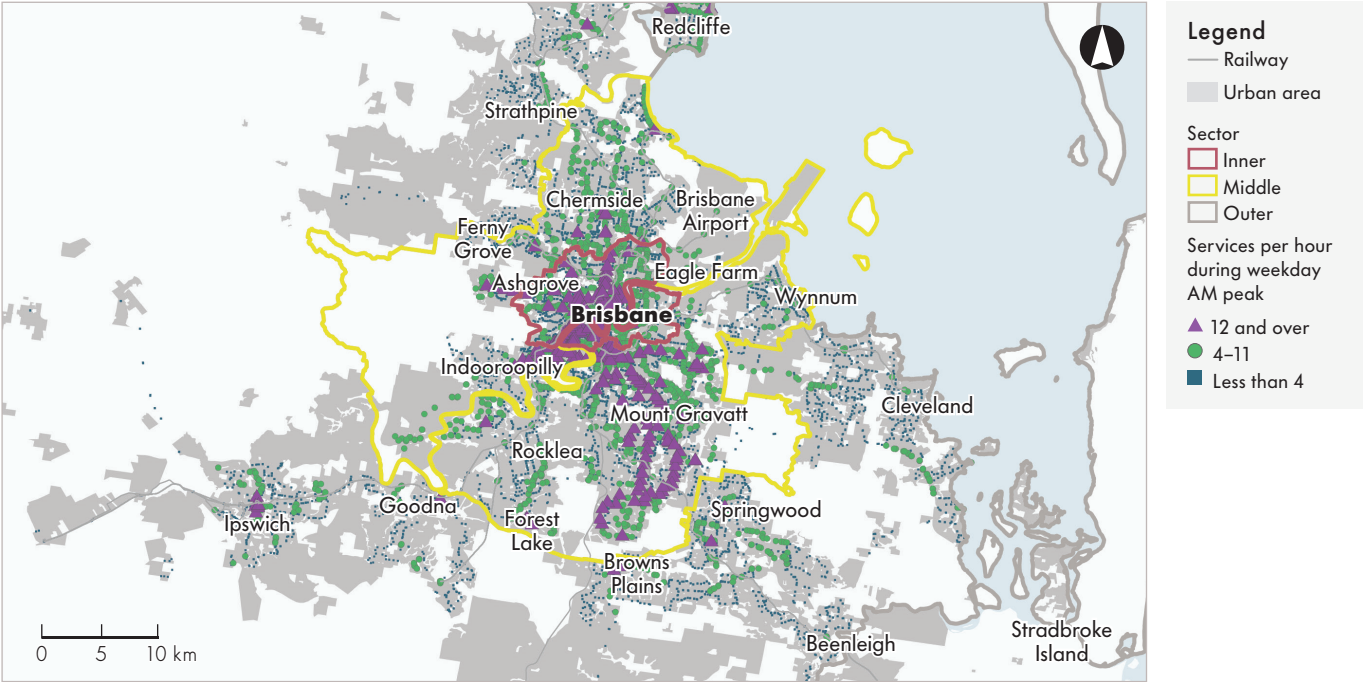 Redcliffe
Strathpine
Chermside
Brisbane
Airport
Ferny
Grove
Eagle Farm
Ashgrove
Wynnum
Brisbane
Indooroopilly
Mount Gravatt
Cleveland
Rocklea
Goodna
Springwood
Ipswich
Forest
Lake
Browns
Plains
Stradbroke
Island
Beenleigh
0 5 10 km
Legend
Railway
Urban area
Sector
Inner
Middle
Outer
Services per hour
during weekday
AM peak
12 and over
4–11
Less than 4